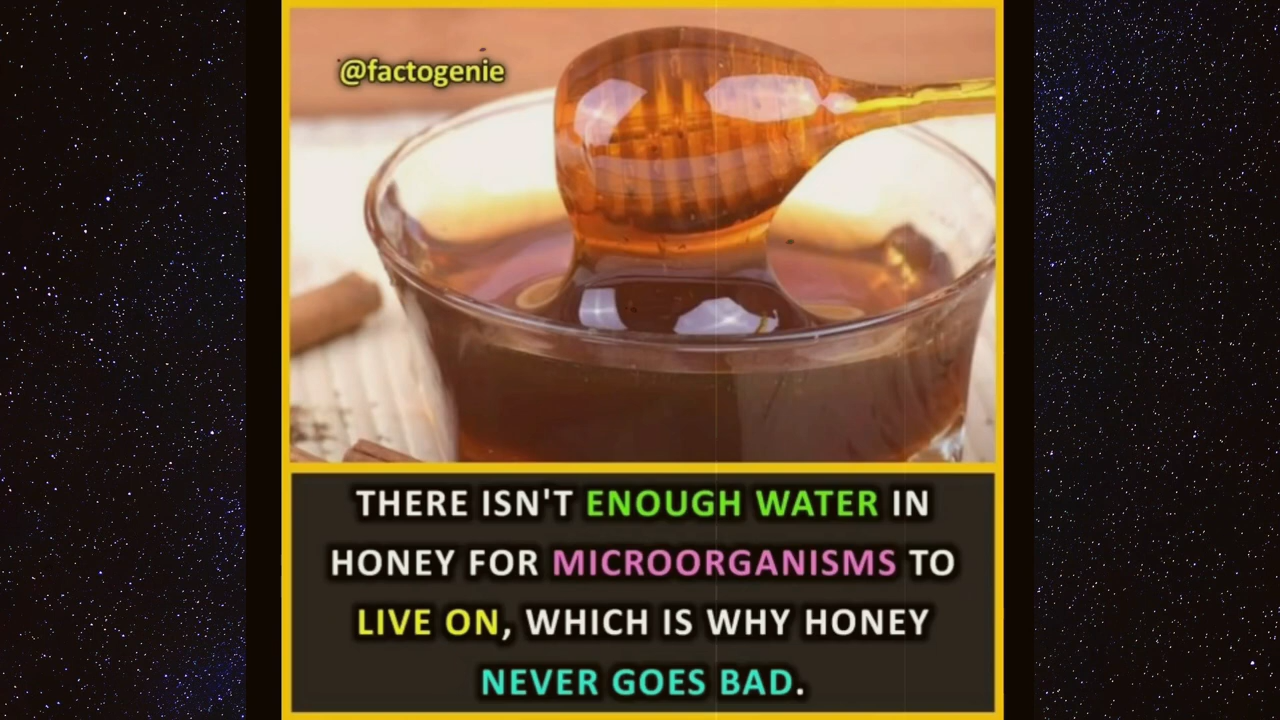 @factogenie
THERE ISN'T ENOUGH WATER IN
HONEY FOR MICROORGANISMS TO
LIVE ON, WHICH IS WHY HONEY
NEVER GOES BAD.